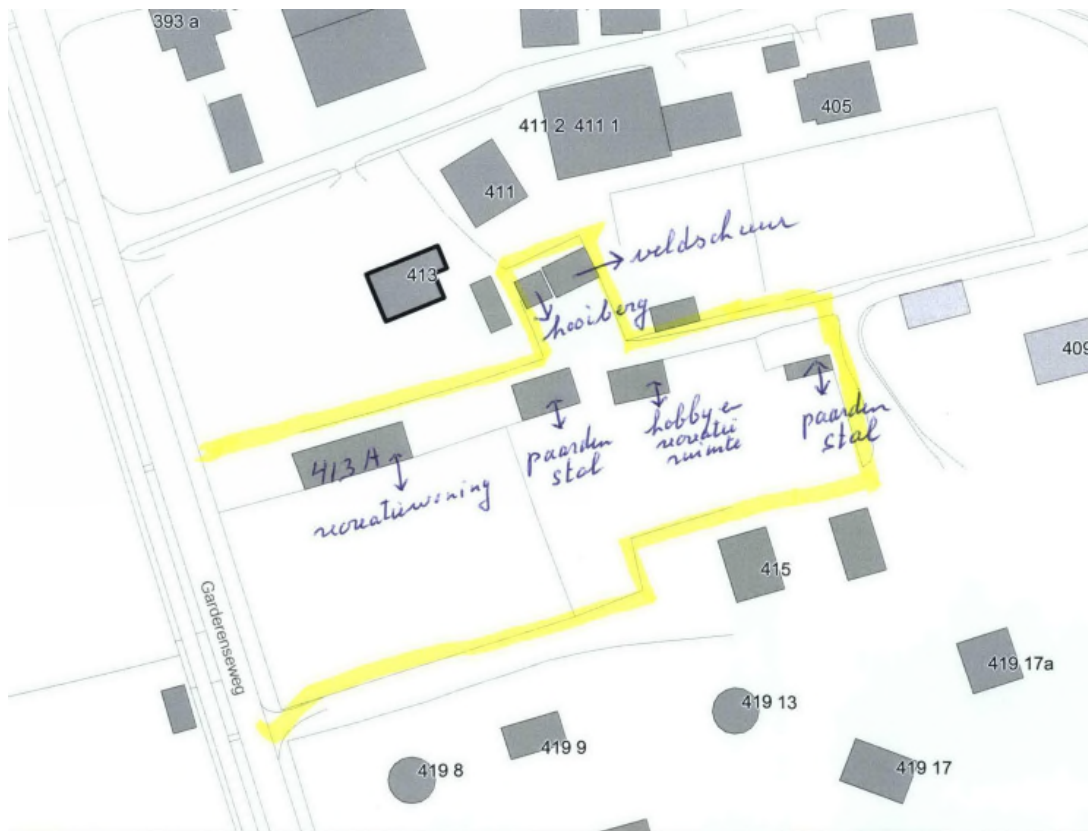 393 a
405
411 2 411 1
411
veldschuur
413
hooiberg
409
413 A
recreatiewoning
paarden
stal
hobby en
recreatie
ruimte
paarden
stal
415
Garderenseweg
419 17a
419 13
419 9
419 8
419 17